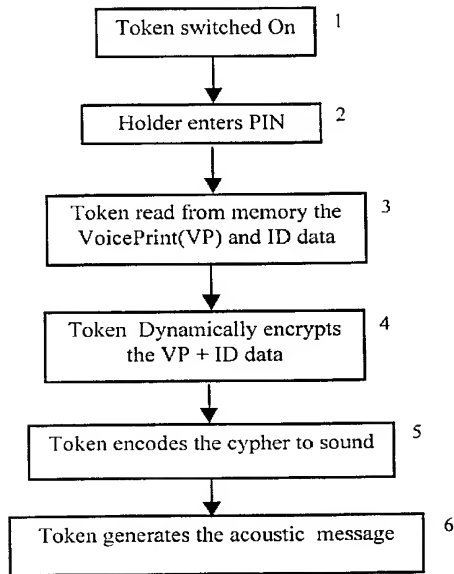 Token switched On 1
Holder enters PIN 2
Token read from memory the 3
VoicePrint(VP) and ID data
Token Dynamically encrypts 4
the VP + ID data
Token encodes the cypher to sound 5
Token generates the acoustic message 6